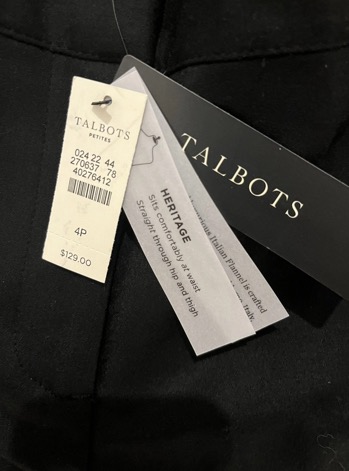 TALBOTS
PETITES
024 22 44
270637 78
40276412
4P
$129.00
HERITAGE
Sits comfortably at waist
Straight through hip and thigh
Italian Flannel is crafted
Italy.
TALBOTS